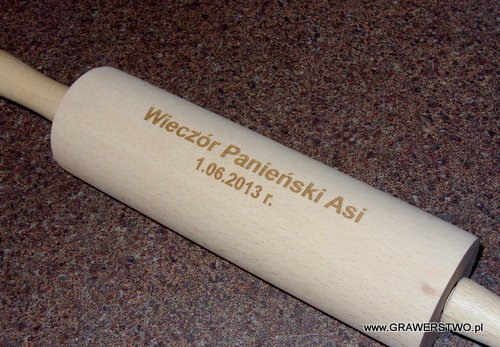 Wieczór Panieński Asi
1.06.2013 r.
www.GRAWERSTWO.pl